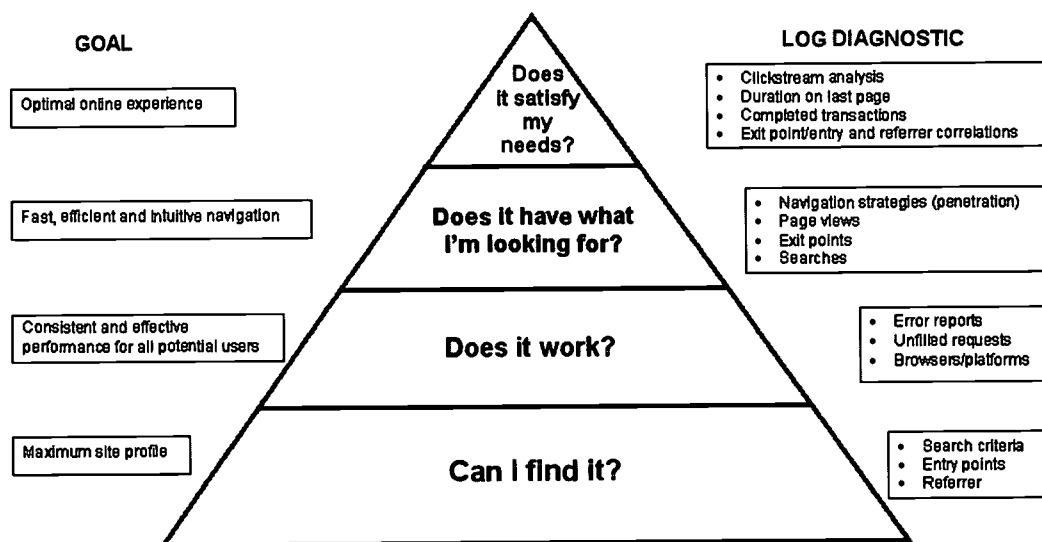 GOAL
LOG DIAGNOSTIC
Optimal online experience
Does
it satisfy
my
needs?
• Clickstream analysis
• Duration on last page
• Completed transactions
• Exit point/entry and referrer correlations
Fast, efficient and intuitive navigation
Does it have what
I'm looking for?
• Navigation strategies (penetration)
• Page views
• Exit points
• Searches
Consistent and effective
performance for all potential users
Does it work?
• Error reports
• Unfilled requests
• Browsers/platforms
Maximum site profile
Can I find it?
• Search criteria
• Entry points
• Referrer